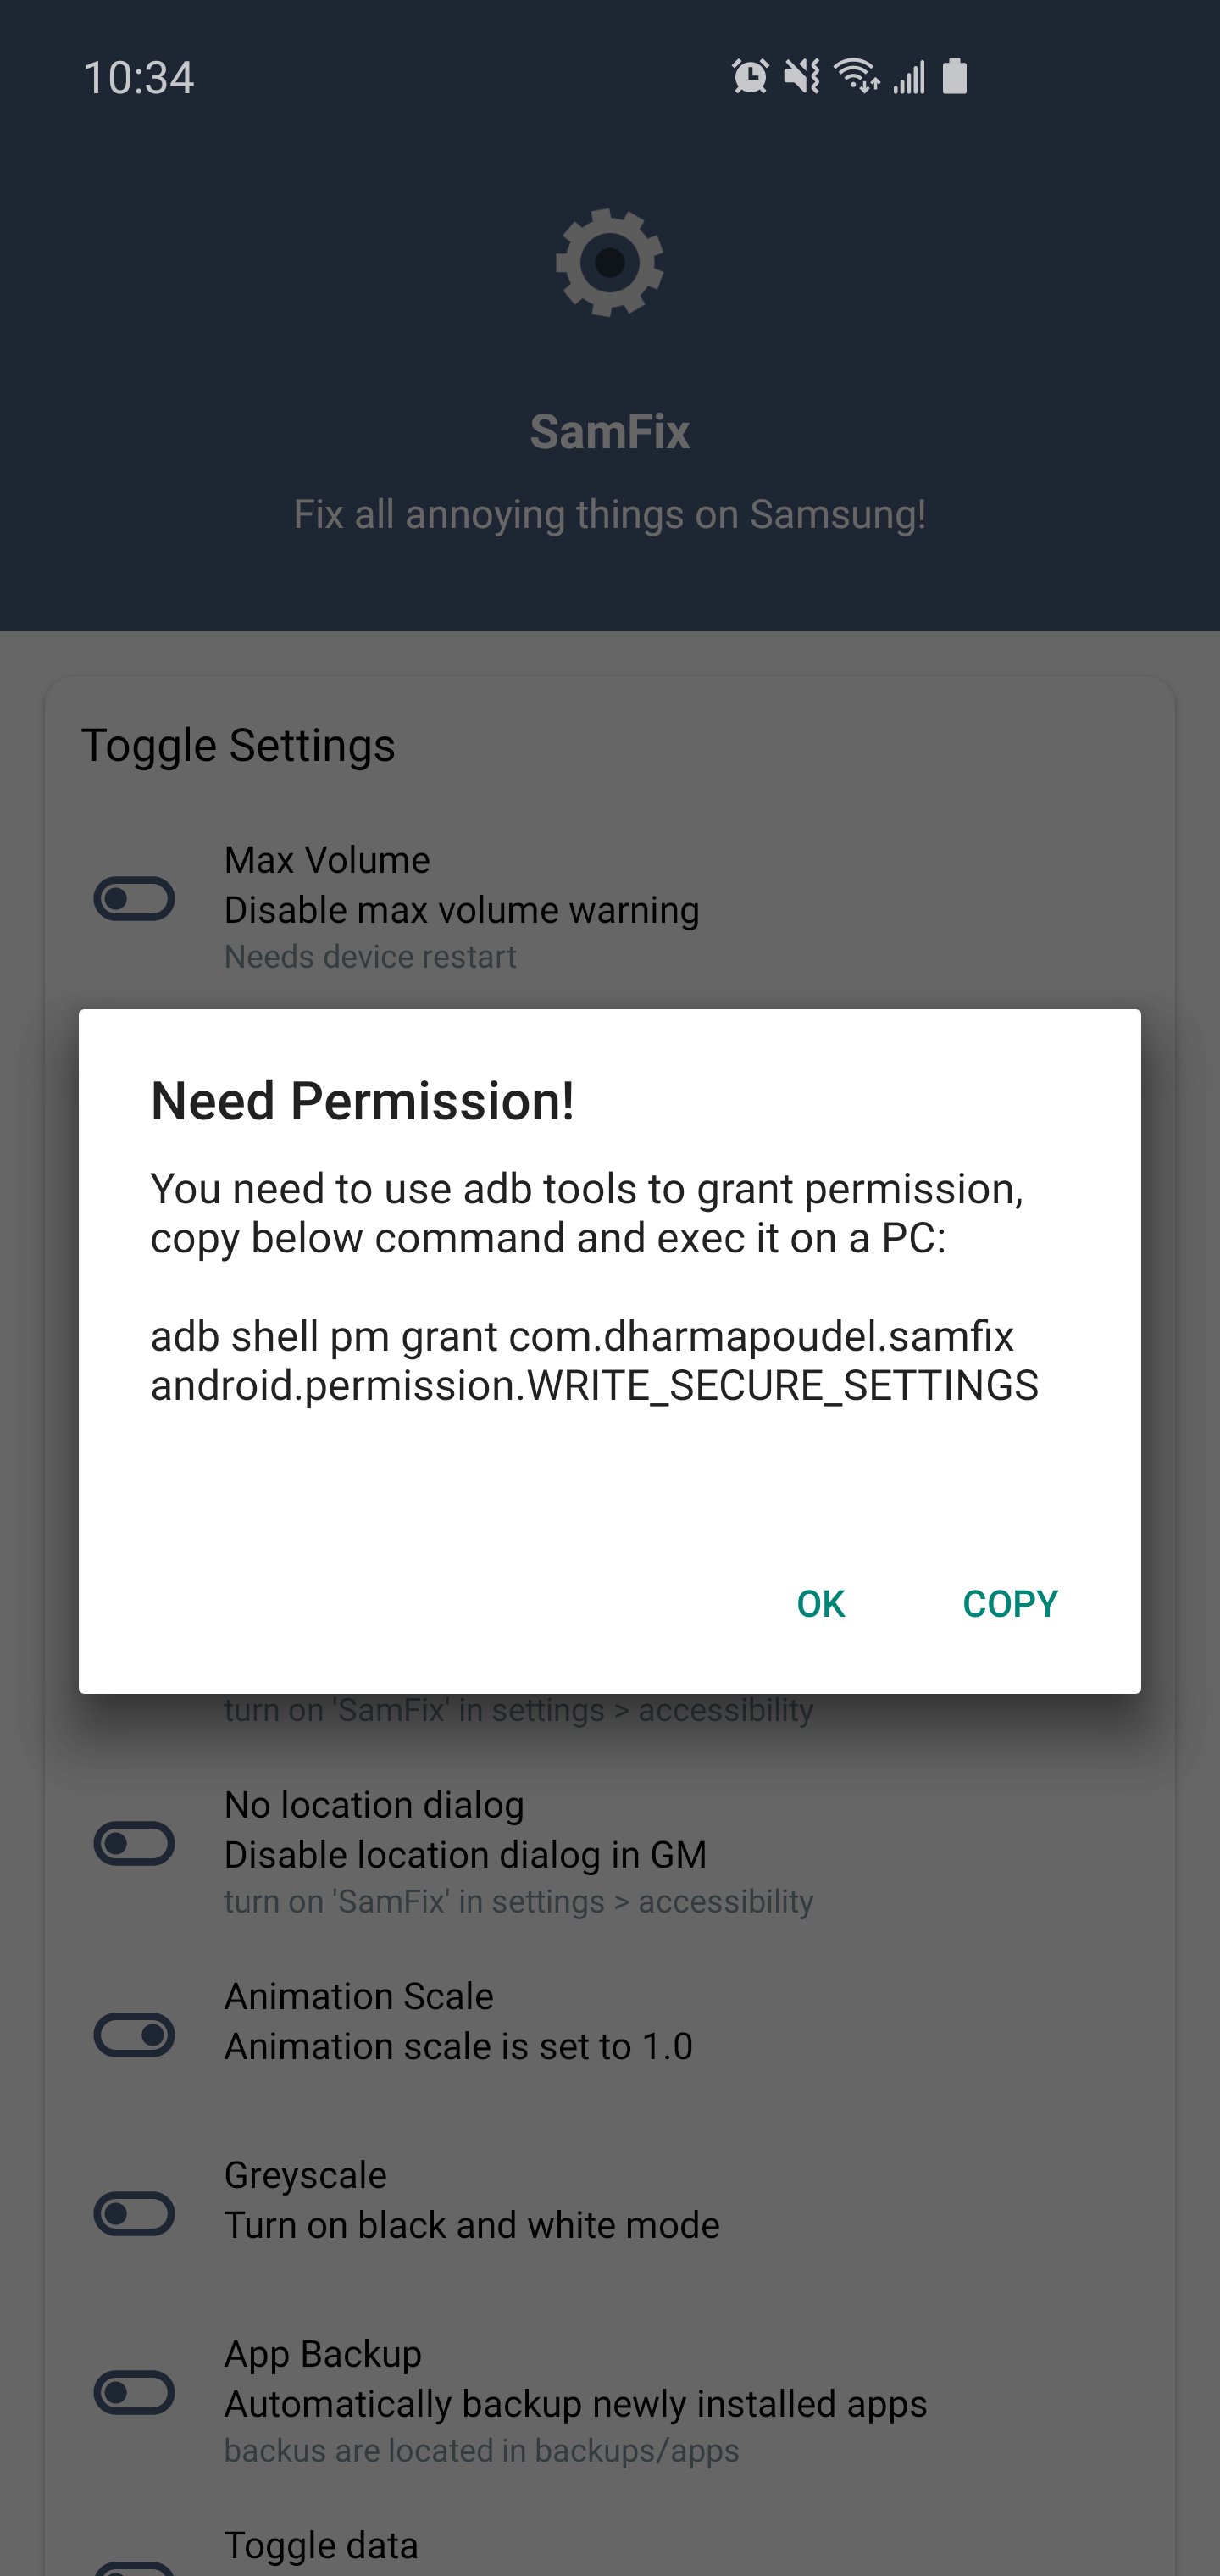 10:34
SamFix
Fix all annoying things on Samsung!
Toggle Settings
Max Volume
Disable max volume warning
Needs device restart
Need Permission!
You need to use adb tools to grant permission,
copy below command and exec it on a PC:
adb shell pm grant com.dharmapoudel.samfix
android.permission.WRITE_SECURE_SETTINGS
OK COPY
turn on 'SamFix' in settings > accessibility
No location dialog
Disable location dialog in GM
turn on 'SamFix' in settings > accessibility
Animation Scale
Animation scale is set to 1.0
Greyscale
Turn on black and white mode
App Backup
Automatically backup newly installed apps
backus are located in backups/apps
Toggle data